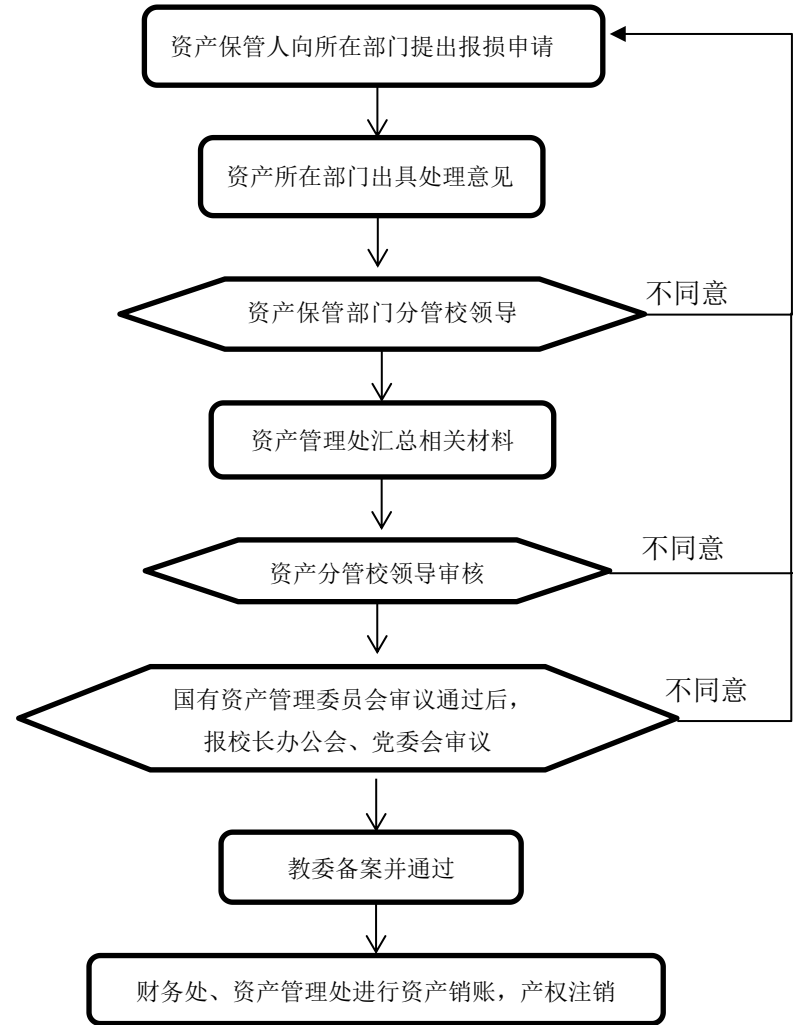 资产保管人向所在部门提出报损申请
资产所在部门出具处理意见
资产保管部门分管校领导
不同意
资产管理处汇总相关材料
不同意
资产分管校领导审核
不同意
国有资产管理委员会审议通过后，
报校长办公会、党委会审议
教委备案并通过
财务处、资产管理处进行资产销账，产权注销